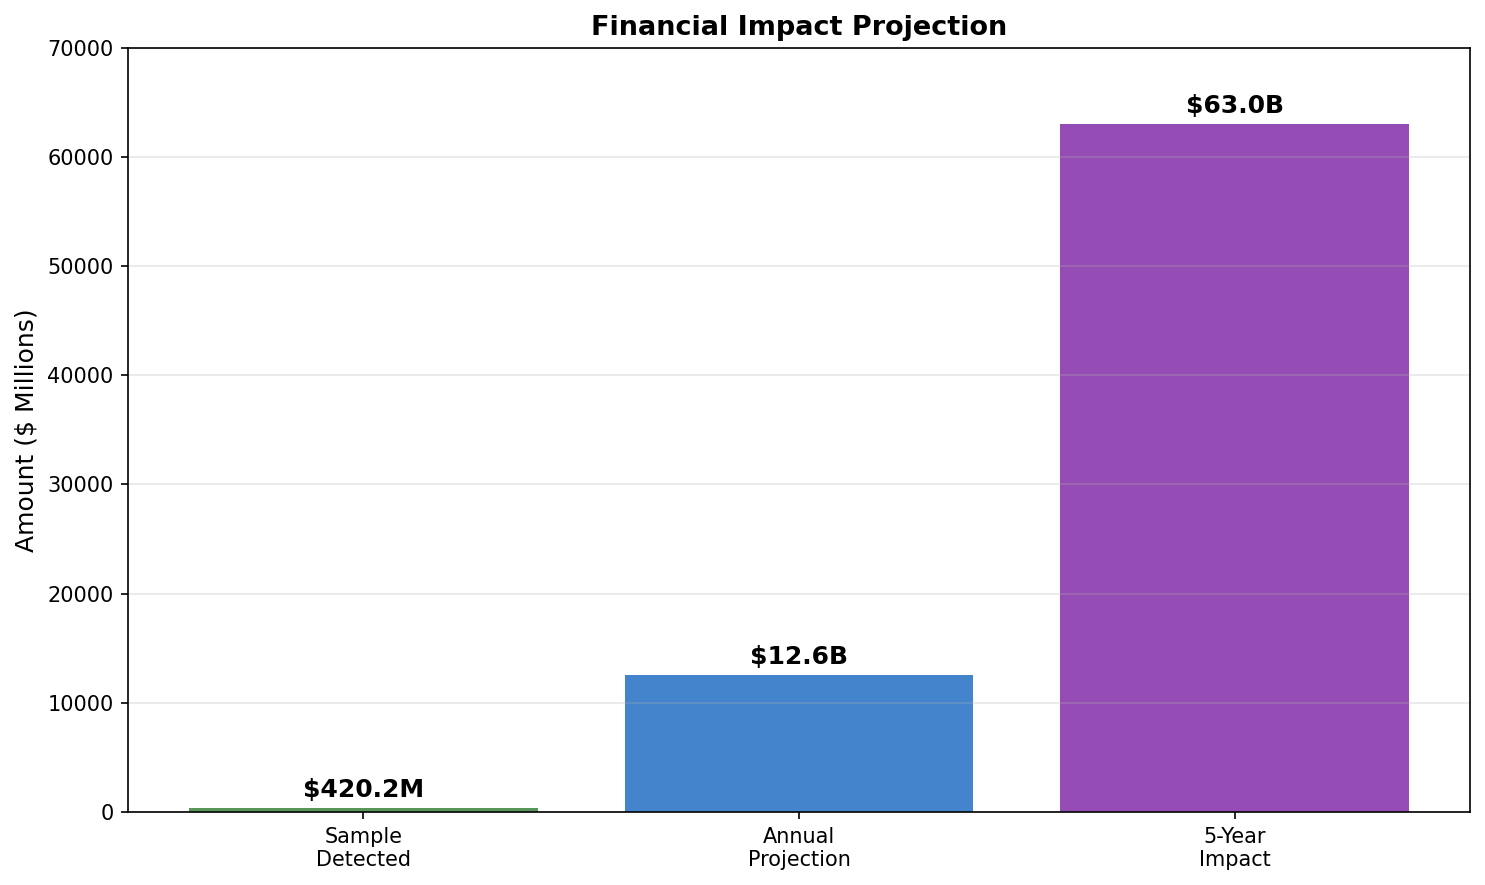 Financial Impact Projection
70000
60000
50000
40000
30000
20000
10000
0
Amount ($ Millions)
$420.2M
$12.6B
$63.0B
Sample
Detected
Annual
Projection
5-Year
Impact